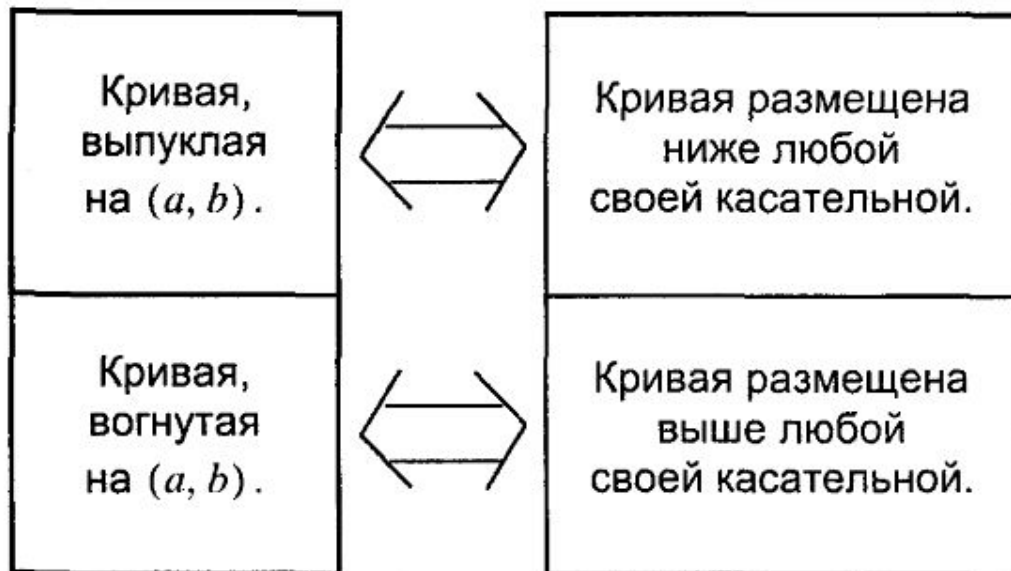 Кривая,
выпуклая
на (a, b).
Кривая размещена
ниже любой
своей касательной.
Кривая,
вогнутая
на (a, b).
Кривая размещена
выше любой
своей касательной.